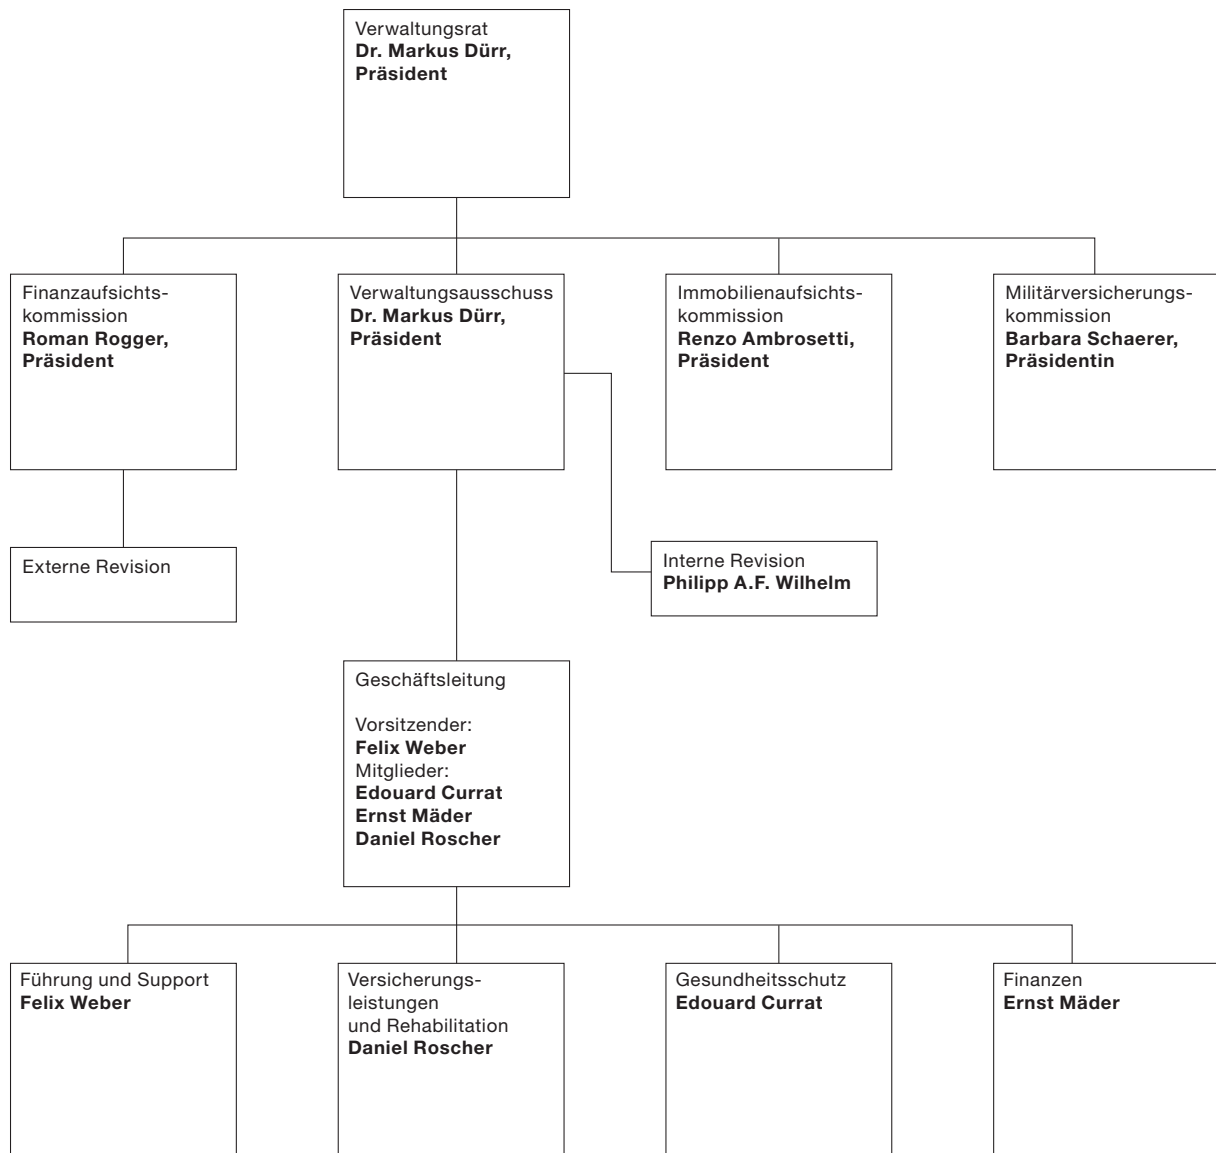 Verwaltungsrat
Dr. Markus Dürr,
Präsident
Finanzaufsichts-
kommission
Roman Rogger,
Präsident
Verwaltungsausschuss
Dr. Markus Dürr,
Präsident
Immobilienaufsichts-
kommission
Renzo Ambrosetti,
Präsident
Militärversicherungs-
kommission
Barbara Schaerer,
Präsidentin
Externe Revision
Interne Revision
Philipp A.F. Wilhelm
Geschäftsleitung
Vorsitzender:
Felix Weber
Mitglieder:
Edouard Currat
Ernst Mäder
Daniel Roscher
Führung und Support
Felix Weber
Versicherungs-
leistungen
und Rehabilitation
Daniel Roscher
Gesundheitsschutz
Edouard Currat
Finanzen
Ernst Mäder